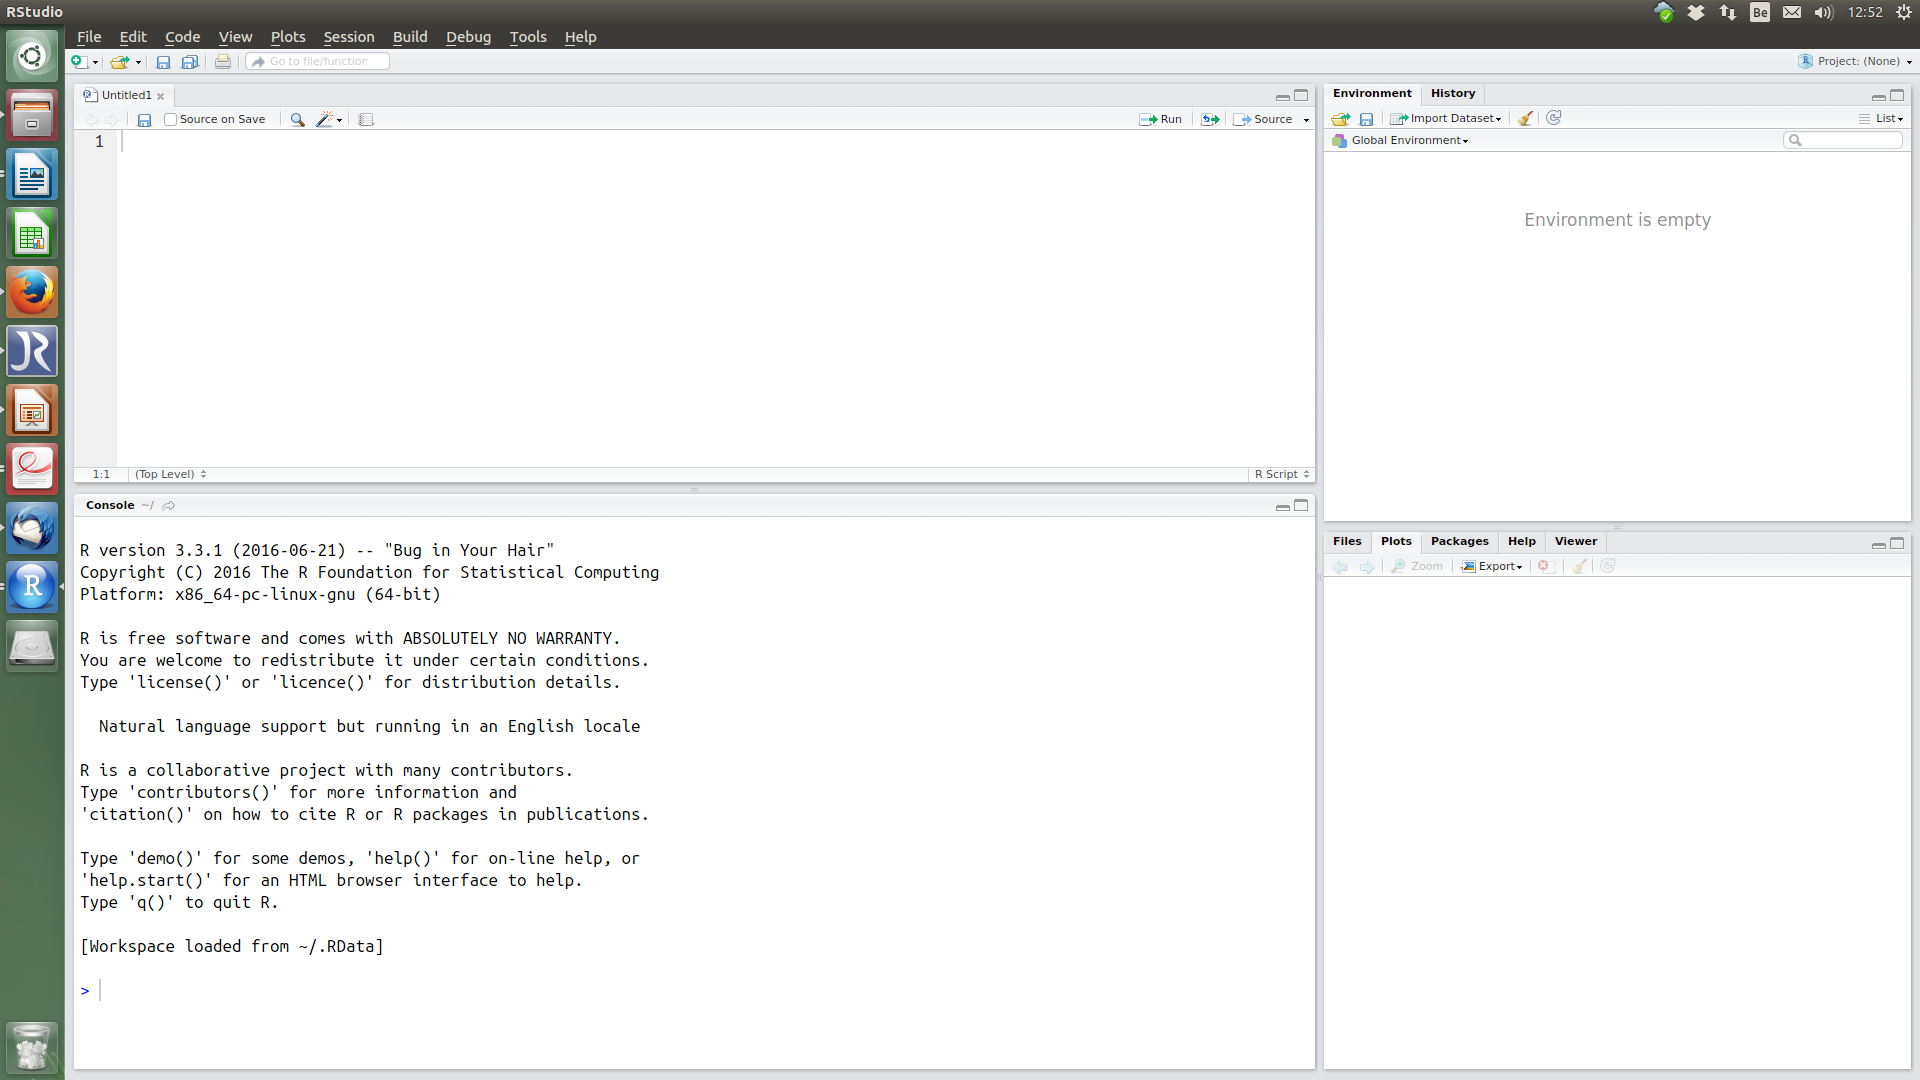 RStudio
Be
12:52
File Edit Code View Plots Session Build Debug Tools Help
Go to file/function
Project: (None)
Untitled1
Source on Save
Run
Source
1
1:1 (Top Level)
R Script
Console ~/
R version 3.3.1 (2016-06-21) -- "Bug in Your Hair"
Copyright (C) 2016 The R Foundation for Statistical Computing
Platform: x86_64-pc-linux-gnu (64-bit)
R is free software and comes with ABSOLUTELY NO WARRANTY.
You are welcome to redistribute it under certain conditions.
Type 'license()' or 'licence()' for distribution details.
Natural language support but running in an English locale
R is a collaborative project with many contributors.
Type 'contributors()' for more information and
'citation()' on how to cite R or R packages in publications.
Type 'demo()' for some demos, 'help()' for on-line help, or
'help.start()' for an HTML browser interface to help.
Type 'q()' to quit R.
[Workspace loaded from ~/.RData]
>
Environment History
Import Dataset
List
Global Environment
Environment is empty
Files Plots Packages Help Viewer
Zoom
Export